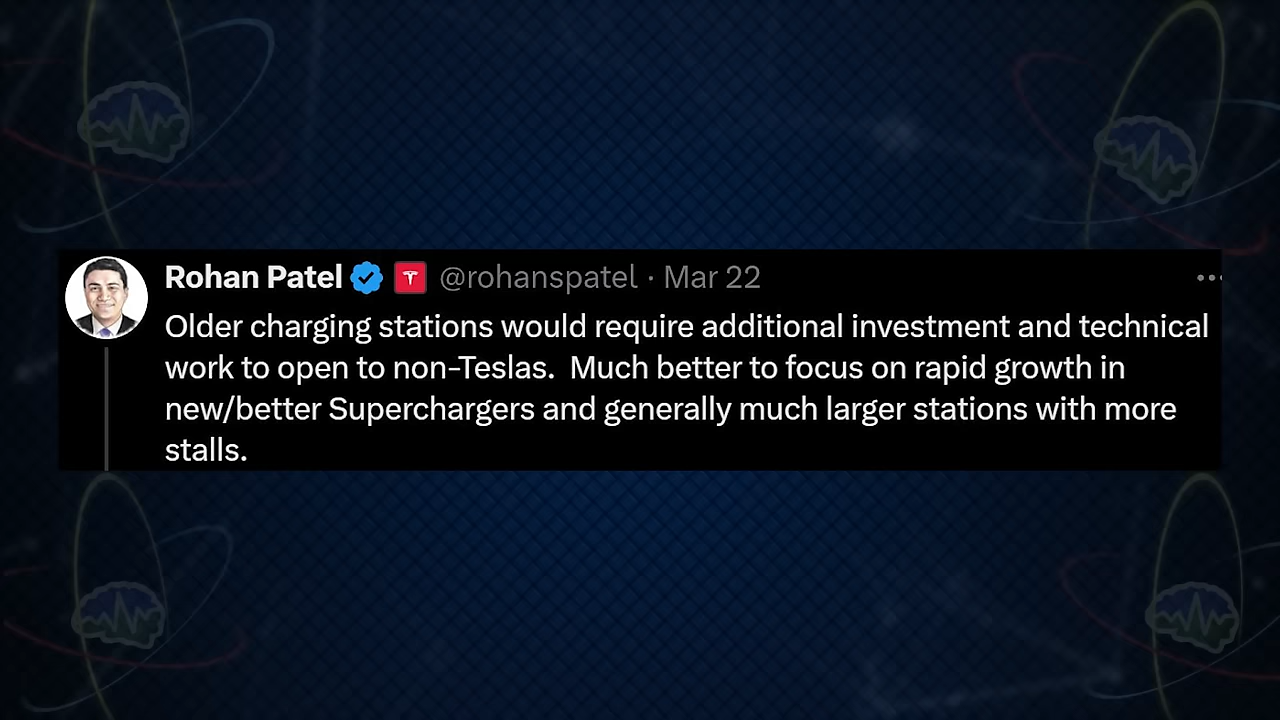 Rohan Patel @rohanspatel · Mar 22
Older charging stations would require additional investment and technical
work to open to non-Teslas.  Much better to focus on rapid growth in
new/better Superchargers and generally much larger stations with more
stalls.